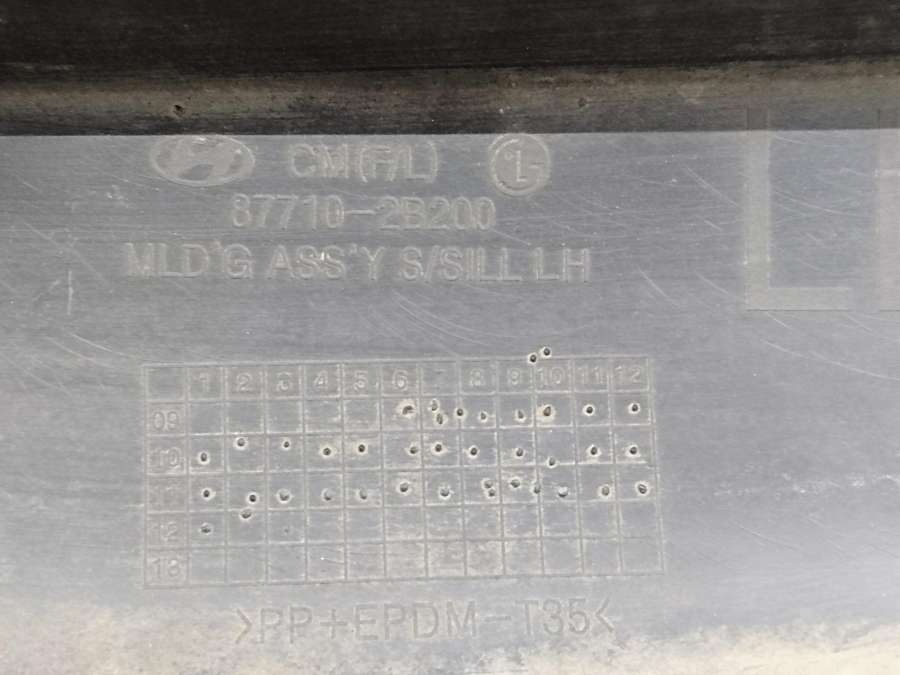 CM(F/L) LG
87710-2B200
MLD'G ASS'Y S/SILL LH
1 2 3 4 5 6 7 8 9 10 11 12
09
10
11
12
13
>PP+EPDM-T35<